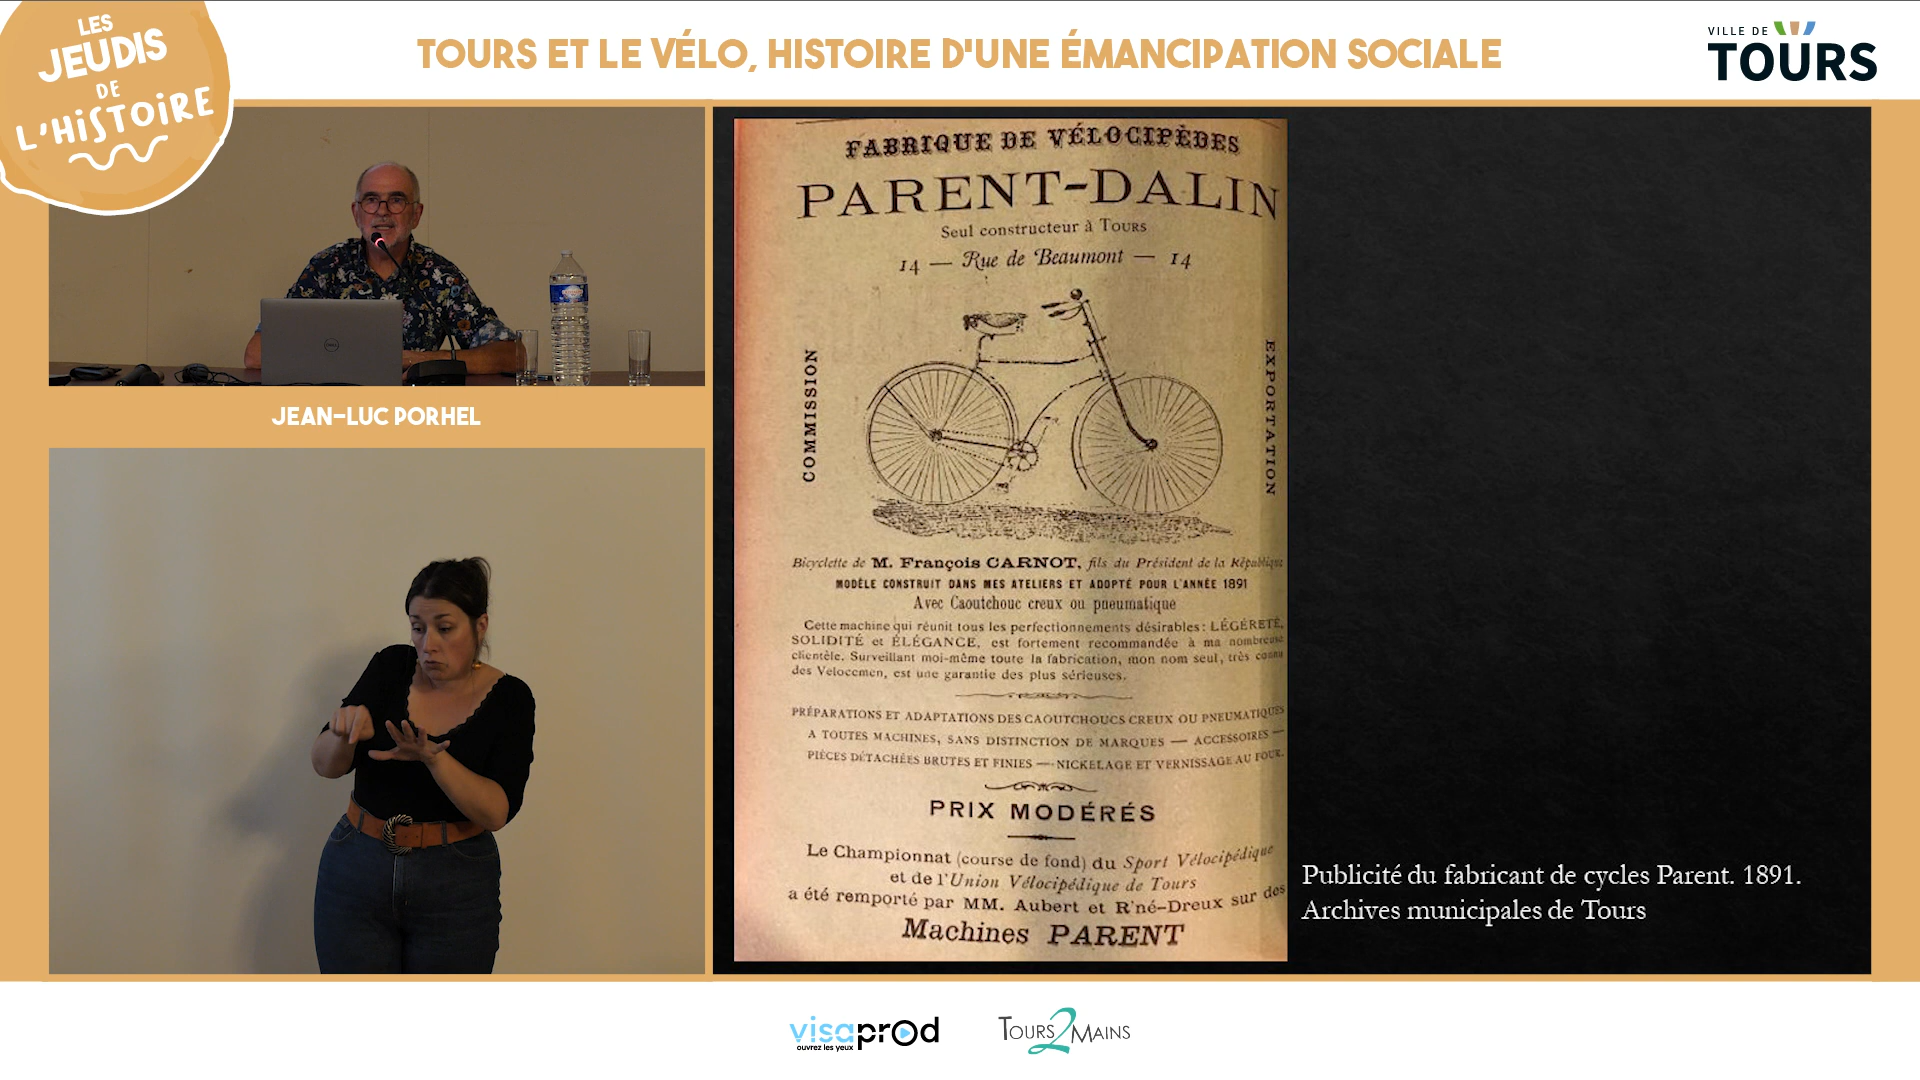 LES
JEUDIS
DE
L'HISTOIRE
TOURS ET LE VÉLO, HISTOIRE D'UNE ÉMANCIPATION SOCIALE
VILLE DE
TOURS
JEAN-LUC PORHEL
FABRIQUE DE VÉLOCIPÈDES
PARENT-DALIN
Seul constructeur à TOURS
14 — Rue de Beaumont — 14
COMMISSION
EXPORTATION
Bicyclette de M. François CARNOT, fils du Président de la République
MODÈLE CONSTRUIT DANS MES ATELIERS ET ADOPTÉ POUR L'ANNÉE 1891
Avec Caoutchouc creux ou pneumatique
Cette machine qui réunit tous les perfectionnements désirables : LÉGÉRETÉ,
SOLIDITÉ et ÉLÉGANCE, est fortement recommandée à ma nombreuse
clientèle. Surveillant moi-même toute la fabrication, mon nom seul, très connu
des Velocemen, est une garantie des plus sérieuses.
PRÉPARATIONS ET ADAPTATIONS DES CAOUTCHOUCS CREUX OU PNEUMATIQUES
A TOUTES MACHINES, SANS DISTINCTION DE MARQUES — ACCESSOIRES —
PIÈCES DÉTACHÉES BRUTES ET FINIES — NICKELAGE ET VERNISSAGE AU FOUR.
PRIX MODÉRÉS
Le Championnat (course de fond) du Sport Vélocipédique
et de l'Union Vélocipédique de Tours
a été remporté par MM. Aubert et R'né-Dreux sur des
Machines PARENT
Publicité du fabricant de cycles Parent. 1891.
Archives municipales de Tours
visaprod
ouvrez les yeux
TOURS 2 MAINS